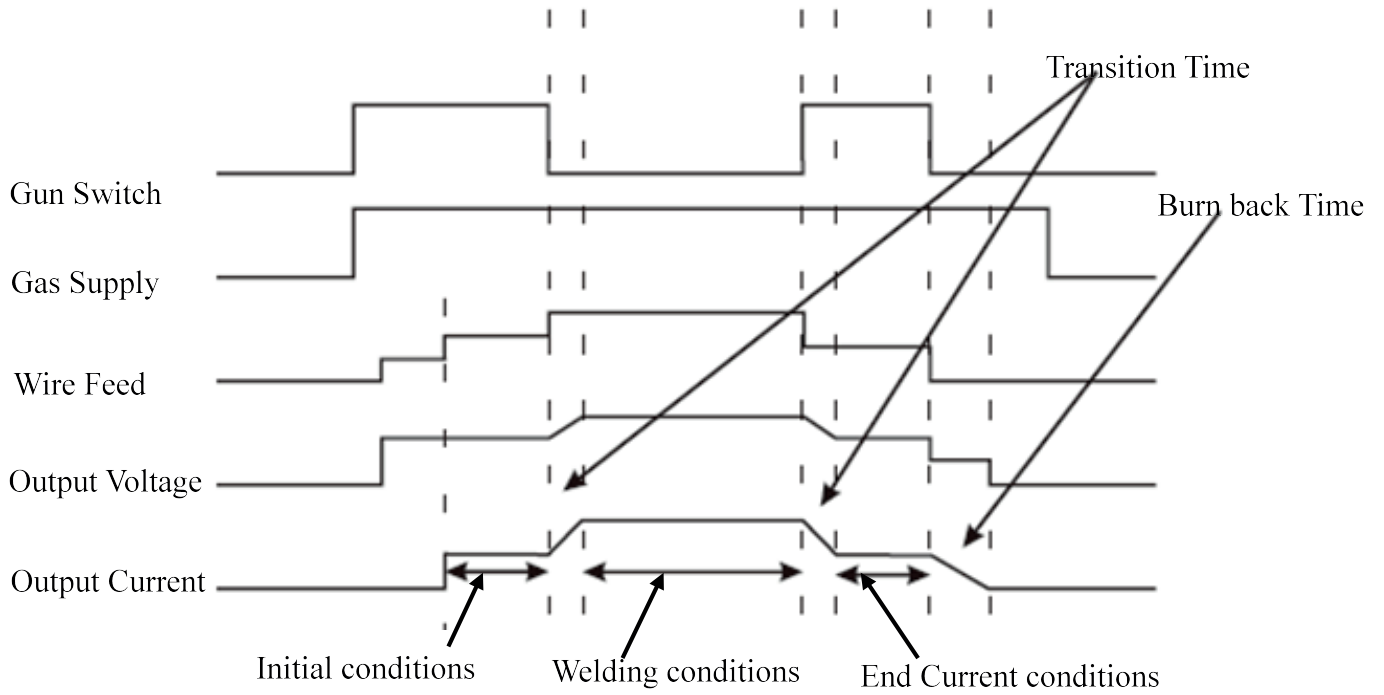 Transition Time
Gun Switch
Burn back Time
Gas Supply
Wire Feed
Output Voltage
Output Current
Initial conditions
Welding conditions
End Current conditions